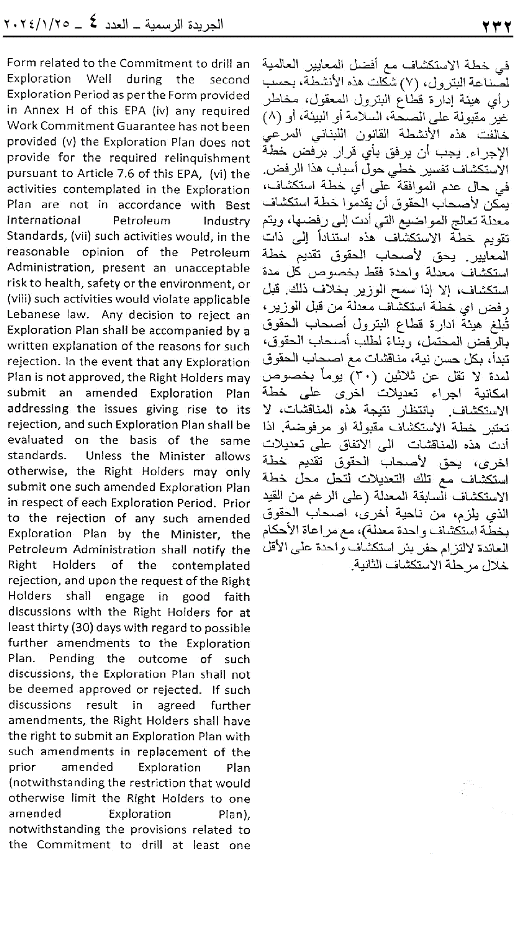 ٢٣٢
الجريدة الرسمية – العدد ٤ – ٢٠٢٤/١/٢٥
Form related to the Commitment to drill an
Exploration Well during the second
Exploration Period as per the Form provided
in Annex H of this EPA (iv) any required
Work Commitment Guarantee has not been
provided (v) the Exploration Plan does not
provide for the required relinquishment
pursuant to Article 7.6 of this EPA, (vi) the
activities contemplated in the Exploration
Plan are not in accordance with Best
International Petroleum Industry
Standards, (vii) such activities would, in the
reasonable opinion of the Petroleum
Administration, present an unacceptable
risk to health, safety or the environment, or
(viii) such activities would violate applicable
Lebanese law. Any decision to reject an
Exploration Plan shall be accompanied by a
written explanation of the reasons for such
rejection. In the event that any Exploration
Plan is not approved, the Right Holders may
submit an amended Exploration Plan
addressing the issues giving rise to its
rejection, and such Exploration Plan shall be
evaluated on the basis of the same
standards. Unless the Minister allows
otherwise, the Right Holders may only
submit one such amended Exploration Plan
in respect of each Exploration Period. Prior
to the rejection of any such amended
Exploration Plan by the Minister, the
Petroleum Administration shall notify the
Right Holders of the contemplated
rejection, and upon the request of the Right
Holders shall engage in good faith
discussions with the Right Holders for at
least thirty (30) days with regard to possible
further amendments to the Exploration
Plan. Pending the outcome of such
discussions, the Exploration Plan shall not
be deemed approved or rejected. If such
discussions result in agreed further
amendments, the Right Holders shall have
the right to submit an Exploration Plan with
such amendments in replacement of the
prior amended Exploration Plan
(notwithstanding the restriction that would
otherwise limit the Right Holders to one
amended Exploration Plan),
notwithstanding the provisions related to
the Commitment to drill at least one
في خطة الاستكشاف مع أفضل المعايير العالمية
لصناعة البترول، (٧) شكلت هذه الأنشطة، بحسب
رأي هيئة إدارة قطاع البترول المعقول، مخاطر
غير مقبولة على الصحة، السلامة أو البيئة، أو (٨)
خالفت هذه الأنشطة القانون اللبناني المرعي
الإجراء. يجب أن يرفق بأي قرار برفض خطة
الاستكشاف تفسير خطي حول أسباب هذا الرفض.
في حال عدم الموافقة على أي خطة استكشاف،
يمكن لأصحاب الحقوق أن يقدموا خطة استكشاف
معدلة تعالج المواضيع التي أدت إلى رفضها، ويتم
تقويم خطة الاستكشاف هذه استناداً إلى ذات
المعايير. يحق لأصحاب الحقوق تقديم خطة
استكشاف معدلة واحدة فقط بخصوص كل مدة
استكشاف، إلا إذا سمح الوزير بخلاف ذلك. قبل
رفض اي خطة استكشاف معدلة من قبل الوزير،
تُبلغ هيئة ادارة قطاع البترول أصحاب الحقوق
بالرفض المحتمل، وبناء لطلب أصحاب الحقوق،
تبدأ، بكل حسن نية، مناقشات مع اصحاب الحقوق
لمدة لا تقل عن ثلاثين (٣٠) يوماً بخصوص
امكانية اجراء تعديلات اخرى على خطة
الاستكشاف. بانتظار نتيجة هذه المناقشات، لا
تعتبر خطة الاستكشاف مقبولة او مرفوضة. اذا
أدت هذه المناقشات الى الاتفاق على تعديلات
اخرى، يحق لأصحاب الحقوق تقديم خطة
استكشاف مع تلك التعديلات لتحل محل خطة
الاستكشاف السابقة المعدلة (على الرغم من القيد
الذي يلزم، من ناحية أخرى، اصحاب الحقوق
بخطة استكشاف واحدة معدلة)، مع مراعاة الأحكام
العائدة لالتزام حفر بئر استكشاف واحدة على الأقل
خلال مرحلة الاستكشاف الثانية.